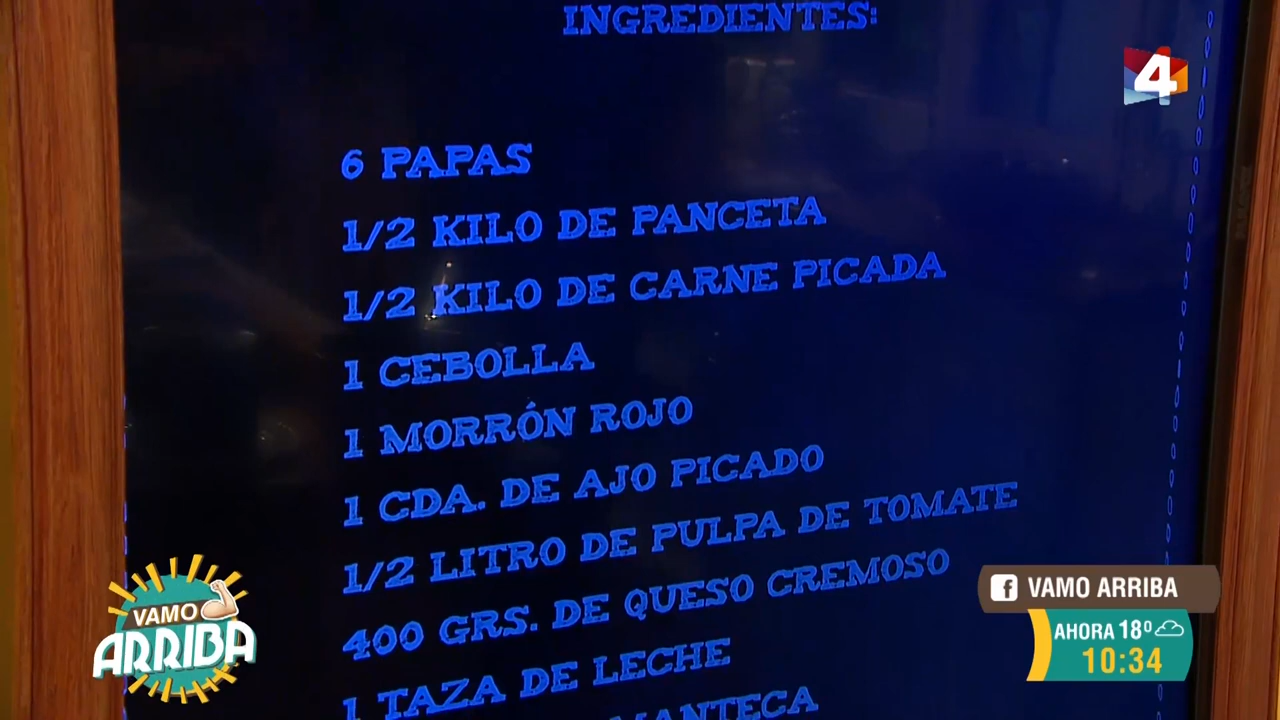 INGREDIENTES:
4
6 PAPAS
1/2 KILO DE PANCETA
1/2 KILO DE CARNE PICADA
1 CEBOLLA
1 MORRÓN ROJO
1 CDA. DE AJO PICADO
1/2 LITRO DE PULPA DE TOMATE
400 GRS. DE QUESO CREMOSO
1 TAZA DE LECHE
MANTECA
VAMO
ARRIBA
f VAMO ARRIBA
AHORA 18º
10:34